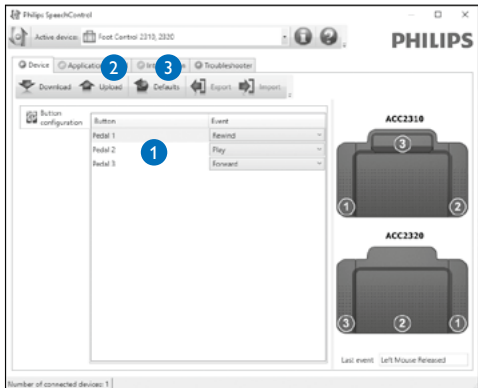 Philips SpeechControl
Active device: Foot Control 2310, 2320
PHILIPS
Device Application 2 Int 3 n Troubleshooter
Download Upload Defaults Export Import
Button configuration
Button Event
Pedal 1 Rewind
Pedal 2 Play
Pedal 3 Forward
1
ACC2310
3
1 2
ACC2320
3 2 1
Last event Left Mouse Released
Number of connected devices: 1